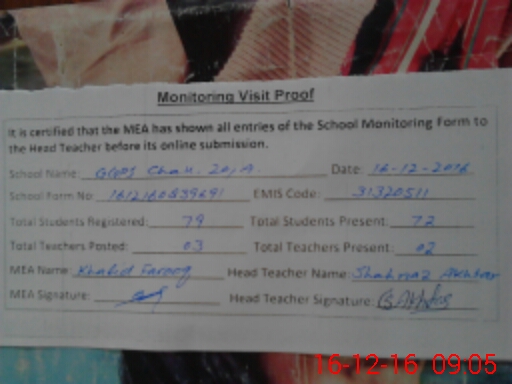 Monitoring Visit Proof
It is certified that the MEA has shown all entries of the School Monitoring Form to
the Head Teacher before its online submission.
School Name: GGPS Chak. 20/A. Date: 16-12-2016
School Form No: 1612160839691 EMIS Code: 31320511
Total Students Registered: 79 Total Students Present: 72
Total Teachers Posted: 03 Total Teachers Present: 02
MEA Name: Khalid Farooq Head Teacher Name: Shahnaz Akhtar
MEA Signature: Head Teacher Signature:
16-12-16 09:05